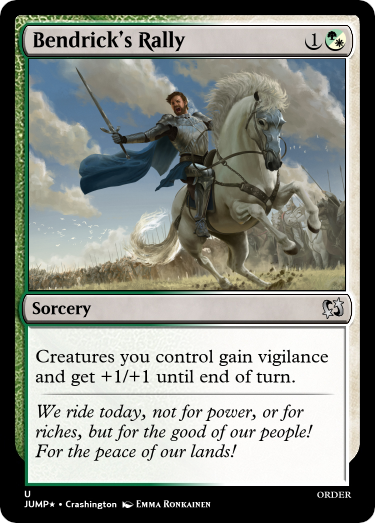 Bendrick's Rally 1
Sorcery
Creatures you control gain vigilance
and get +1/+1 until end of turn.
We ride today, not for power, or for
riches, but for the good of our people!
For the peace of our lands!
U ORDER
JUMP★ • Crashington EMMA RONKAINEN